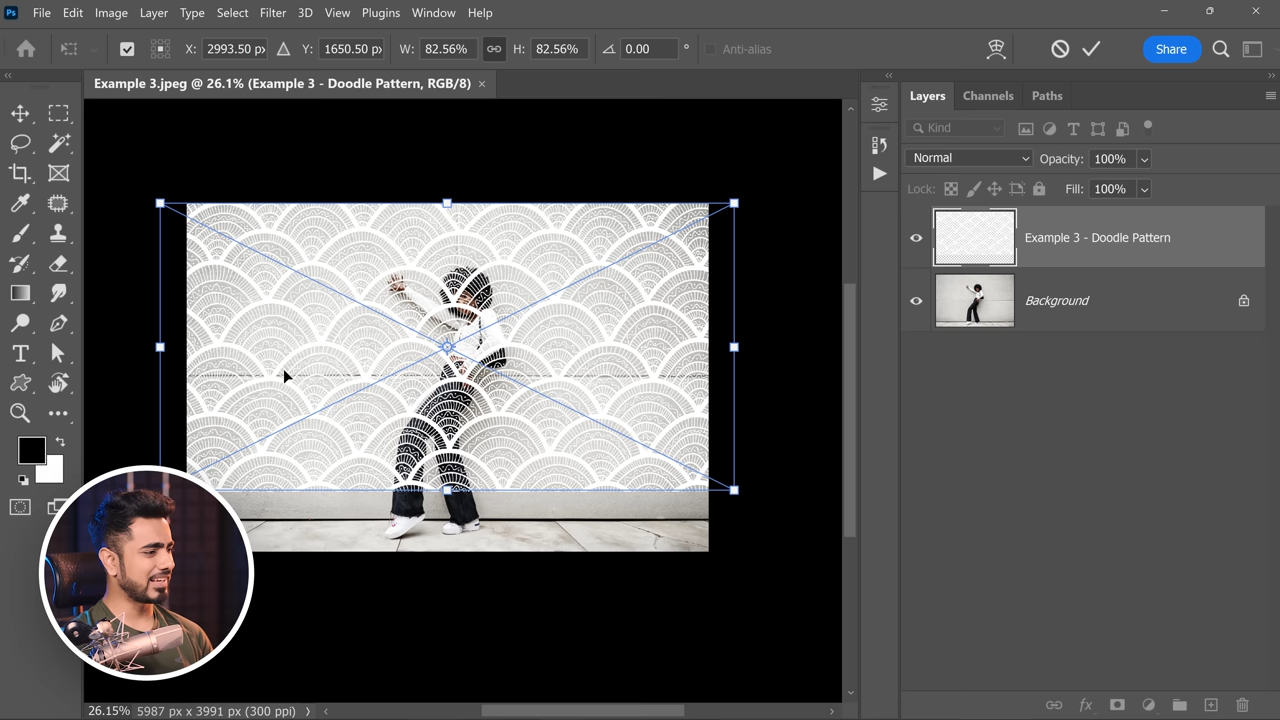 Ps File Edit Image Layer Type Select Filter 3D View Plugins Window Help
X: 2993.50 px Y: 1650.50 px W: 82.56% H: 82.56% 0.00 ° Anti-alias Share
Example 3.jpeg @ 26.1% (Example 3 - Doodle Pattern, RGB/8) ×
Layers Channels Paths
Kind
Normal Opacity: 100%
Lock: Fill: 100%
Example 3 - Doodle Pattern
Background
26.15% 5987 px x 3991 px (300 ppi)